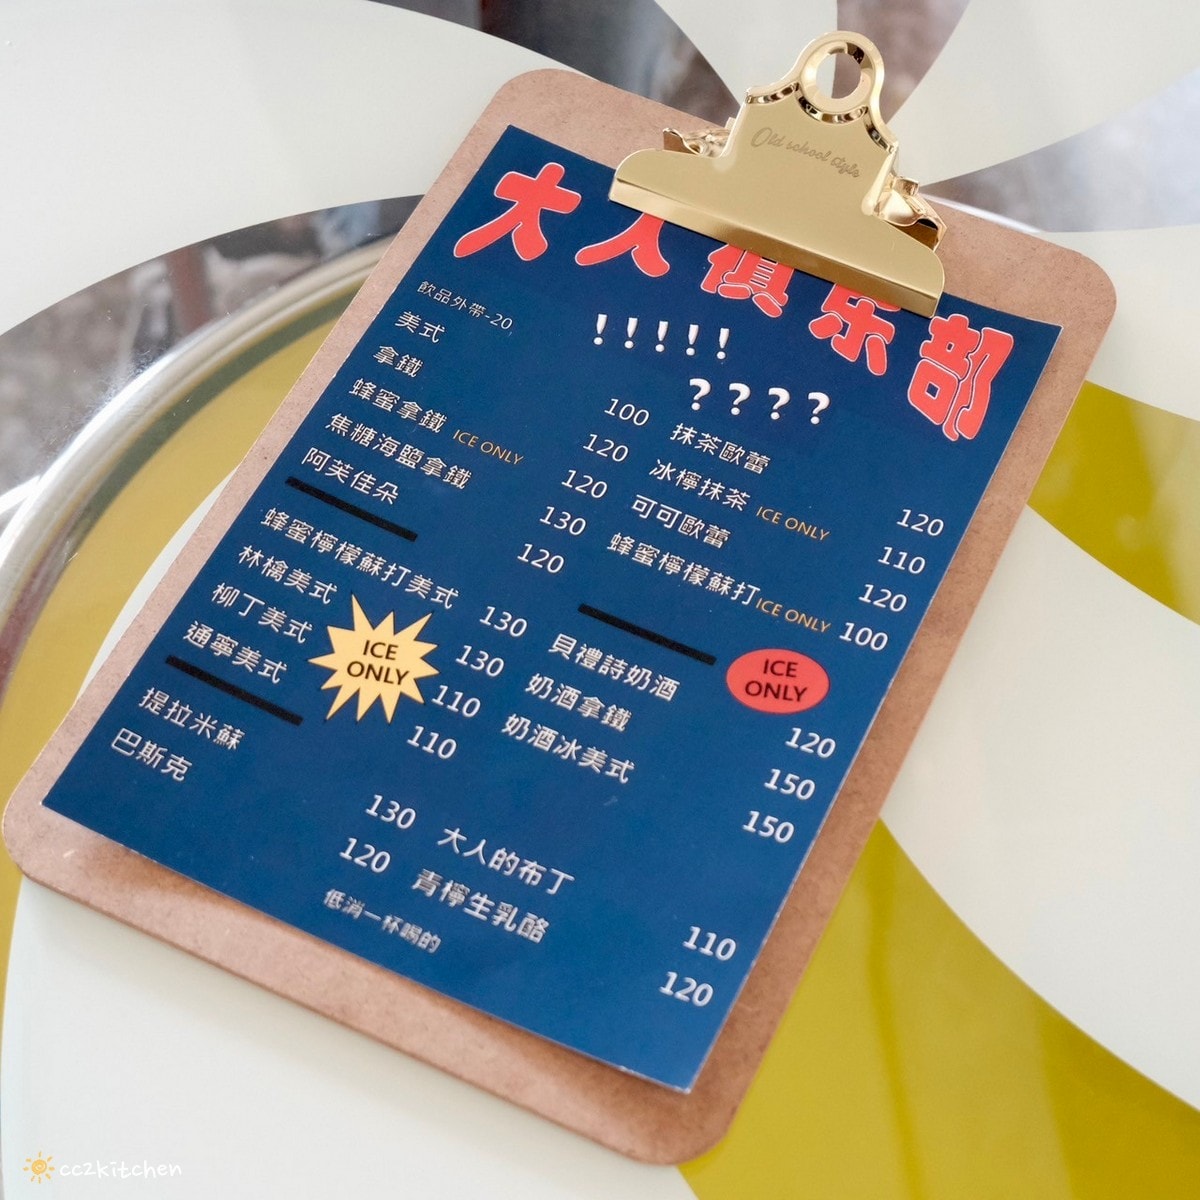 Old school style
大人俱樂部
飲品外帶-20
!!!!!
????
美式 100
拿鐵 120
蜂蜜拿鐵 ICE ONLY 120
焦糖海鹽拿鐵 130
阿芙佳朵 120
蜂蜜檸檬蘇打美式 130
林檎美式 130
柳丁美式 110
通寧美式 110
ICE
ONLY
提拉米蘇 130
巴斯克 120
抹茶歐蕾 120
冰檸抹茶 ICE ONLY 110
可可歐蕾 120
蜂蜜檸檬蘇打 ICE ONLY 100
貝禮詩奶酒 120
奶酒拿鐵 150
奶酒冰美式 150
ICE
ONLY
大人的布丁 110
青檸生乳酪 120
低消一杯喝的
cc2kitchen